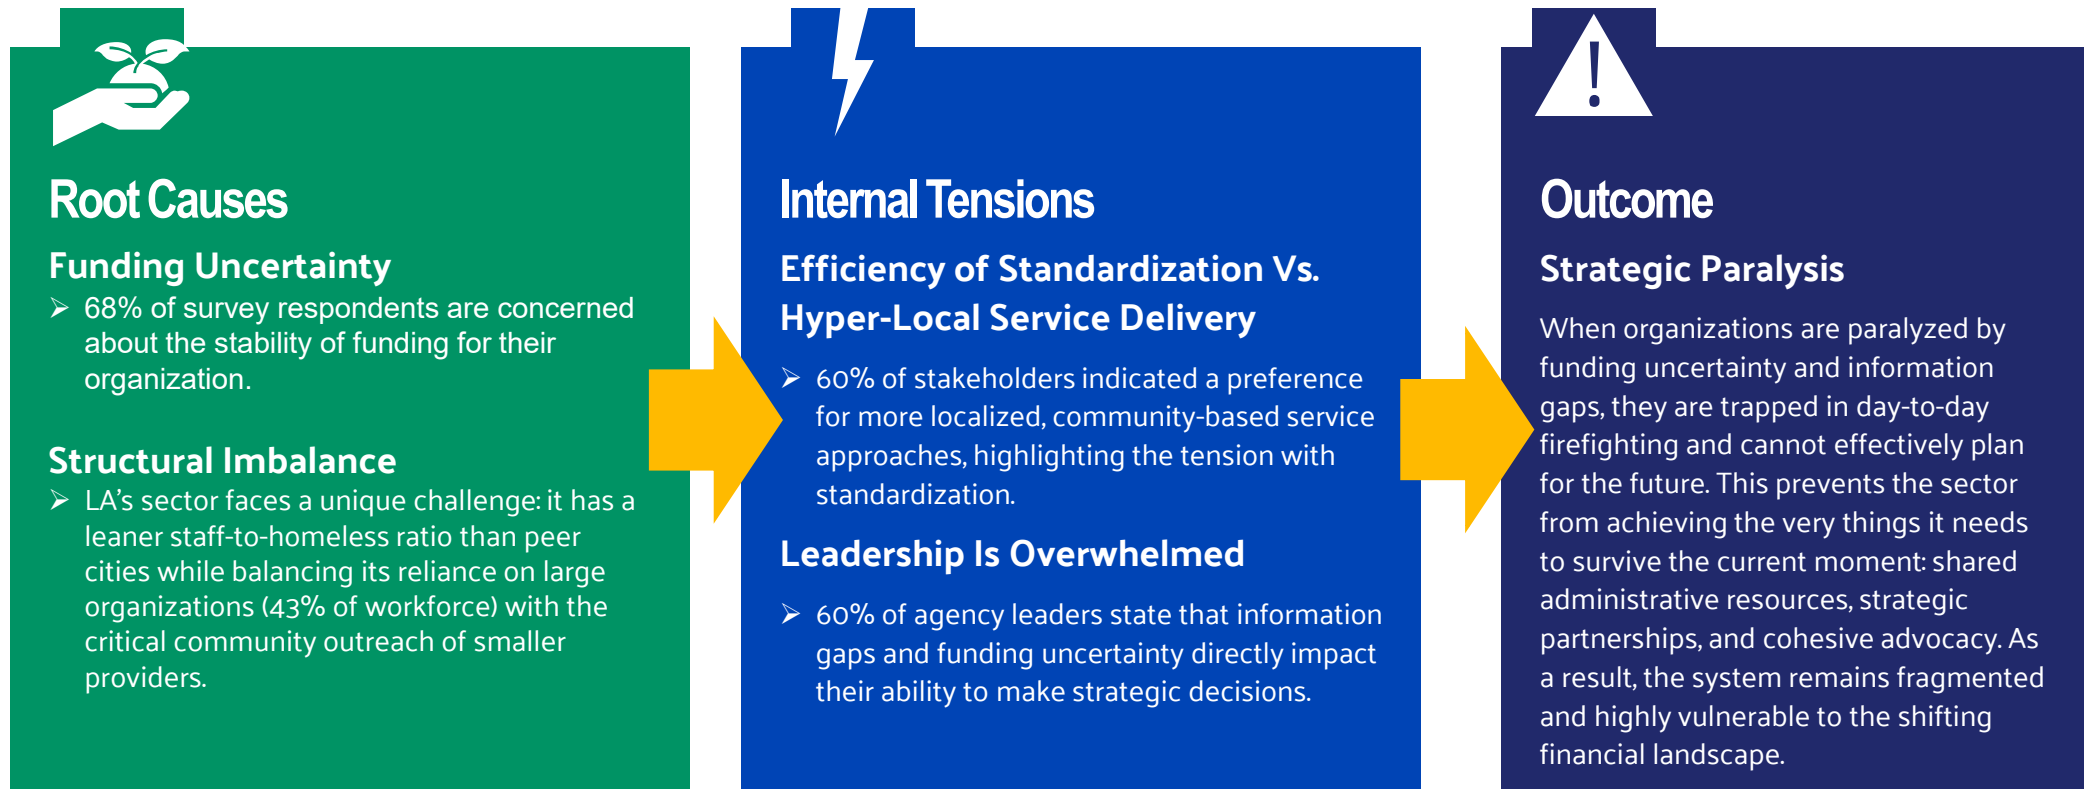 Root Causes
Funding Uncertainty
➢ 68% of survey respondents are concerned
about the stability of funding for their
organization.
Structural Imbalance
➢ LA’s sector faces a unique challenge: it has a
leaner staff-to-homeless ratio than peer
cities while balancing its reliance on large
organizations (43% of workforce) with the
critical community outreach of smaller
providers.
Internal Tensions
Efficiency of Standardization Vs.
Hyper-Local Service Delivery
➢ 60% of stakeholders indicated a preference
for more localized, community-based service
approaches, highlighting the tension with
standardization.
Leadership Is Overwhelmed
➢ 60% of agency leaders state that information
gaps and funding uncertainty directly impact
their ability to make strategic decisions.
!
Outcome
Strategic Paralysis
When organizations are paralyzed by
funding uncertainty and information
gaps, they are trapped in day-to-day
firefighting and cannot effectively plan
for the future. This prevents the sector
from achieving the very things it needs
to survive the current moment: shared
administrative resources, strategic
partnerships, and cohesive advocacy. As
a result, the system remains fragmented
and highly vulnerable to the shifting
financial landscape.